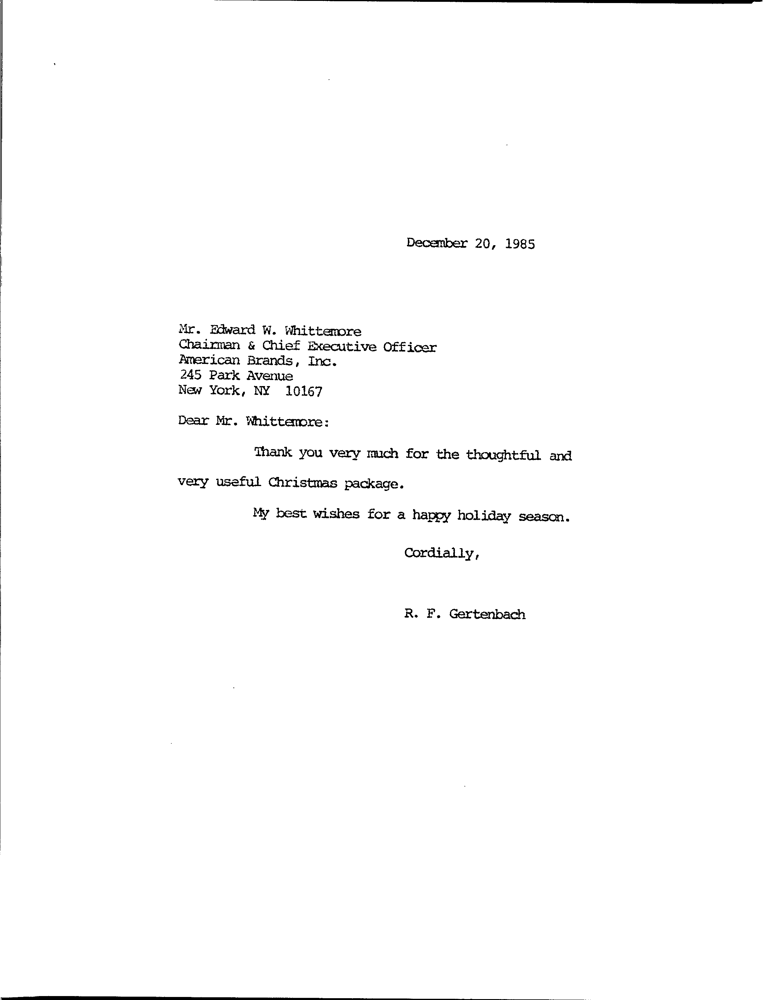 December 20, 1985
Mr. Edward W. Whittemore
Chairman & Chief Executive Officer
American Brands, Inc.
245 Park Avenue
New York, NY 10167
Dear Mr. Whittemore:
Thank you very much for the thoughtful and
very useful Christmas package.
My best wishes for a happy holiday season.
Cordially,
R. F. Gertenbach